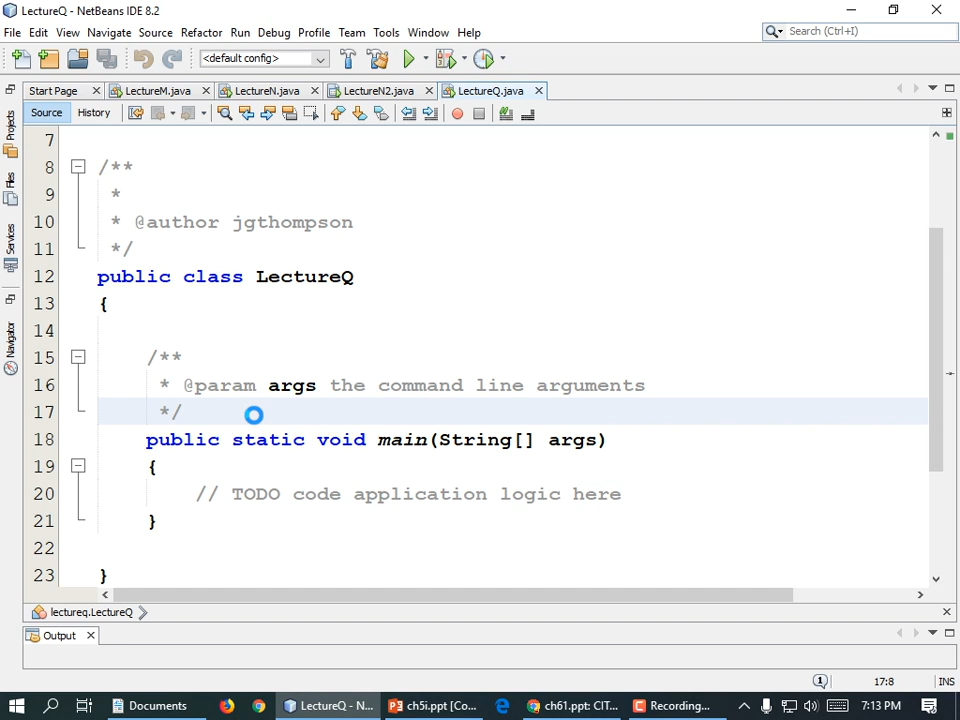 LectureQ - NetBeans IDE 8.2
File Edit View Navigate Source Refactor Run Debug Profile Team Tools Window Help
Search (Ctrl+I)
<default config>
Start Page LectureM.java LectureN.java LectureN2.java LectureQ.java
Source History
7
8 /**
9 *
10 * @author jgthompson
11 */
12 public class LectureQ
13 {
14
15 /**
16 * @param args the command line arguments
17 */
18 public static void main(String[] args)
19 {
20 // TODO code application logic here
21 }
22
23 }
Projects
Files
Services
Navigator
lectureq.LectureQ
Output
1 17:8 INS
Documents LectureQ - N... ch5i.ppt [Co... ch61.ppt: CIT... Recording... 7:13 PM